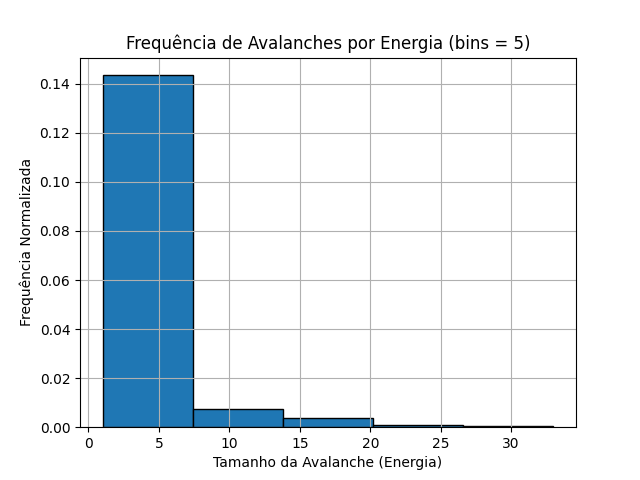 Frequência de Avalanches por Energia (bins = 5)
Frequência Normalizada
0.14
0.12
0.10
0.08
0.06
0.04
0.02
0.00
0 5 10 15 20 25 30
Tamanho da Avalanche (Energia)